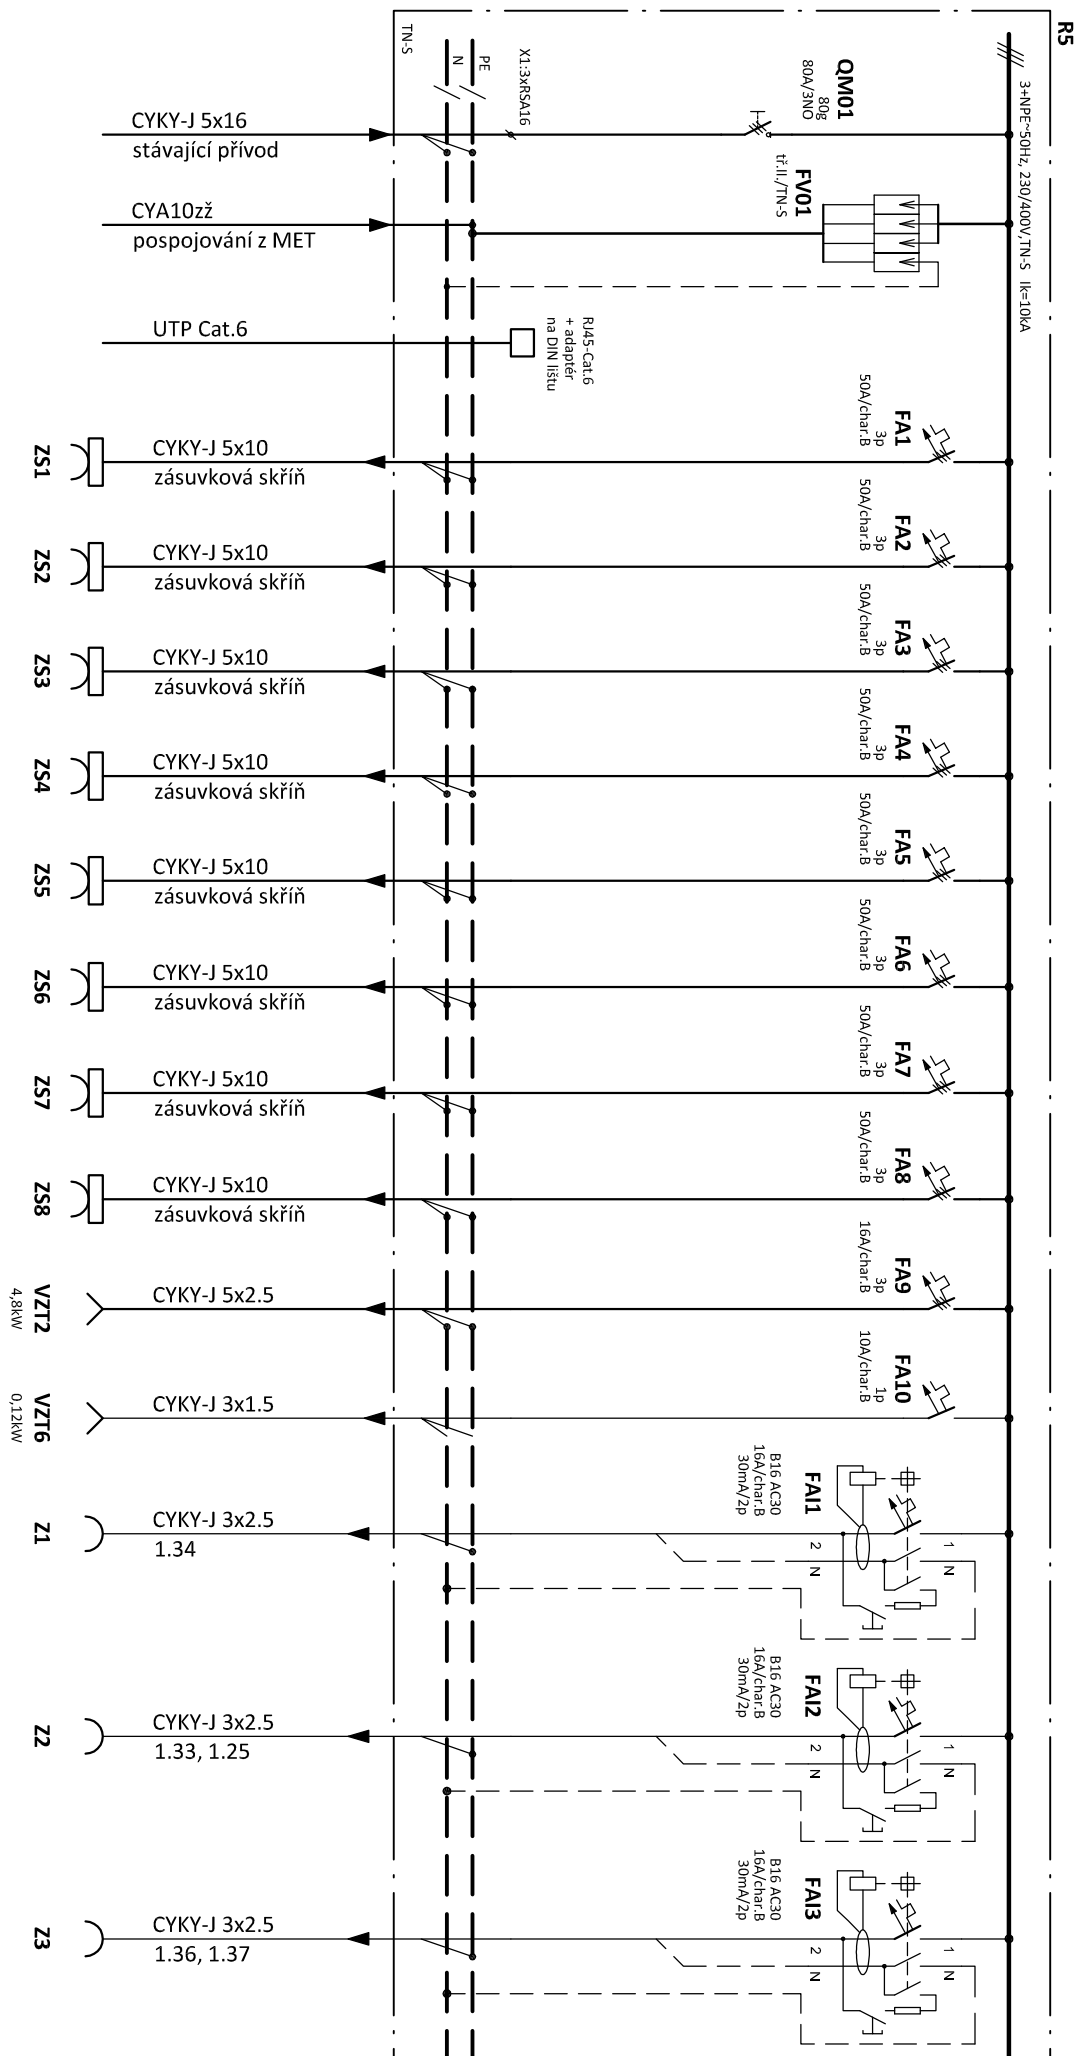 R5
3+NPE~50Hz, 230/400V,TN-S Ik=10kA
TN-S
N
PE
X1:3xRSA16
QM01
80g
80A/3NO
CYKY-J 5x16
stávající přívod
FV01
tř.II./TN-S
CYA10zž
pospojování z MET
UTP Cat.6
RJ45-Cat.6
+ adaptér
na DIN lištu
FA1
3p
50A/char.B
CYKY-J 5x10
zásuvková skříň
ZS1
FA2
3p
50A/char.B
CYKY-J 5x10
zásuvková skříň
ZS2
FA3
3p
50A/char.B
CYKY-J 5x10
zásuvková skříň
ZS3
FA4
3p
50A/char.B
CYKY-J 5x10
zásuvková skříň
ZS4
FA5
3p
50A/char.B
CYKY-J 5x10
zásuvková skříň
ZS5
FA6
3p
50A/char.B
CYKY-J 5x10
zásuvková skříň
ZS6
FA7
3p
50A/char.B
CYKY-J 5x10
zásuvková skříň
ZS7
FA8
3p
50A/char.B
CYKY-J 5x10
zásuvková skříň
ZS8
FA9
3p
16A/char.B
CYKY-J 5x2.5
VZT2
4,8kW
FA10
1p
10A/char.B
CYKY-J 3x1.5
VZT6
0,12kW
FAI1
B16 AC30
16A/char.B
30mA/2p
1 N
2 N
CYKY-J 3x2.5
1.34
Z1
FAI2
B16 AC30
16A/char.B
30mA/2p
1 N
2 N
CYKY-J 3x2.5
1.33, 1.25
Z2
FAI3
B16 AC30
16A/char.B
30mA/2p
1 N
2 N
CYKY-J 3x2.5
1.36, 1.37
Z3